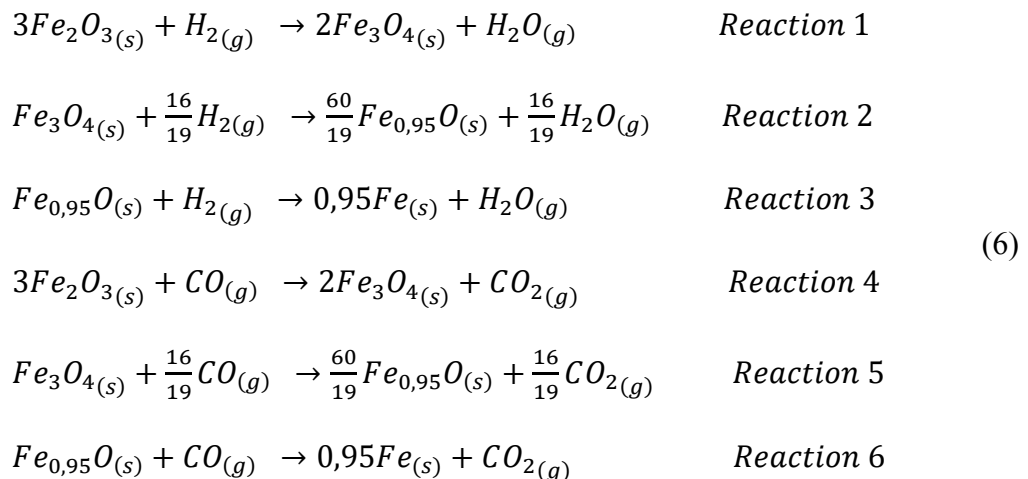 3Fe₂O₃₍ₛ₎ + H₂₍g₎ → 2Fe₃O₄₍ₛ₎ + H₂O₍g₎ Reaction 1
Fe₃O₄₍ₛ₎ + 16/19 H₂₍g₎ → 60/19 Fe₀,₉₅O₍ₛ₎ + 16/19 H₂O₍g₎ Reaction 2
Fe₀,₉₅O₍ₛ₎ + H₂₍g₎ → 0,95Fe₍ₛ₎ + H₂O₍g₎ Reaction 3
(6)
3Fe₂O₃₍ₛ₎ + CO₍g₎ → 2Fe₃O₄₍ₛ₎ + CO₂₍g₎ Reaction 4
Fe₃O₄₍ₛ₎ + 16/19 CO₍g₎ → 60/19 Fe₀,₉₅O₍ₛ₎ + 16/19 CO₂₍g₎ Reaction 5
Fe₀,₉₅O₍ₛ₎ + CO₍g₎ → 0,95Fe₍ₛ₎ + CO₂₍g₎ Reaction 6